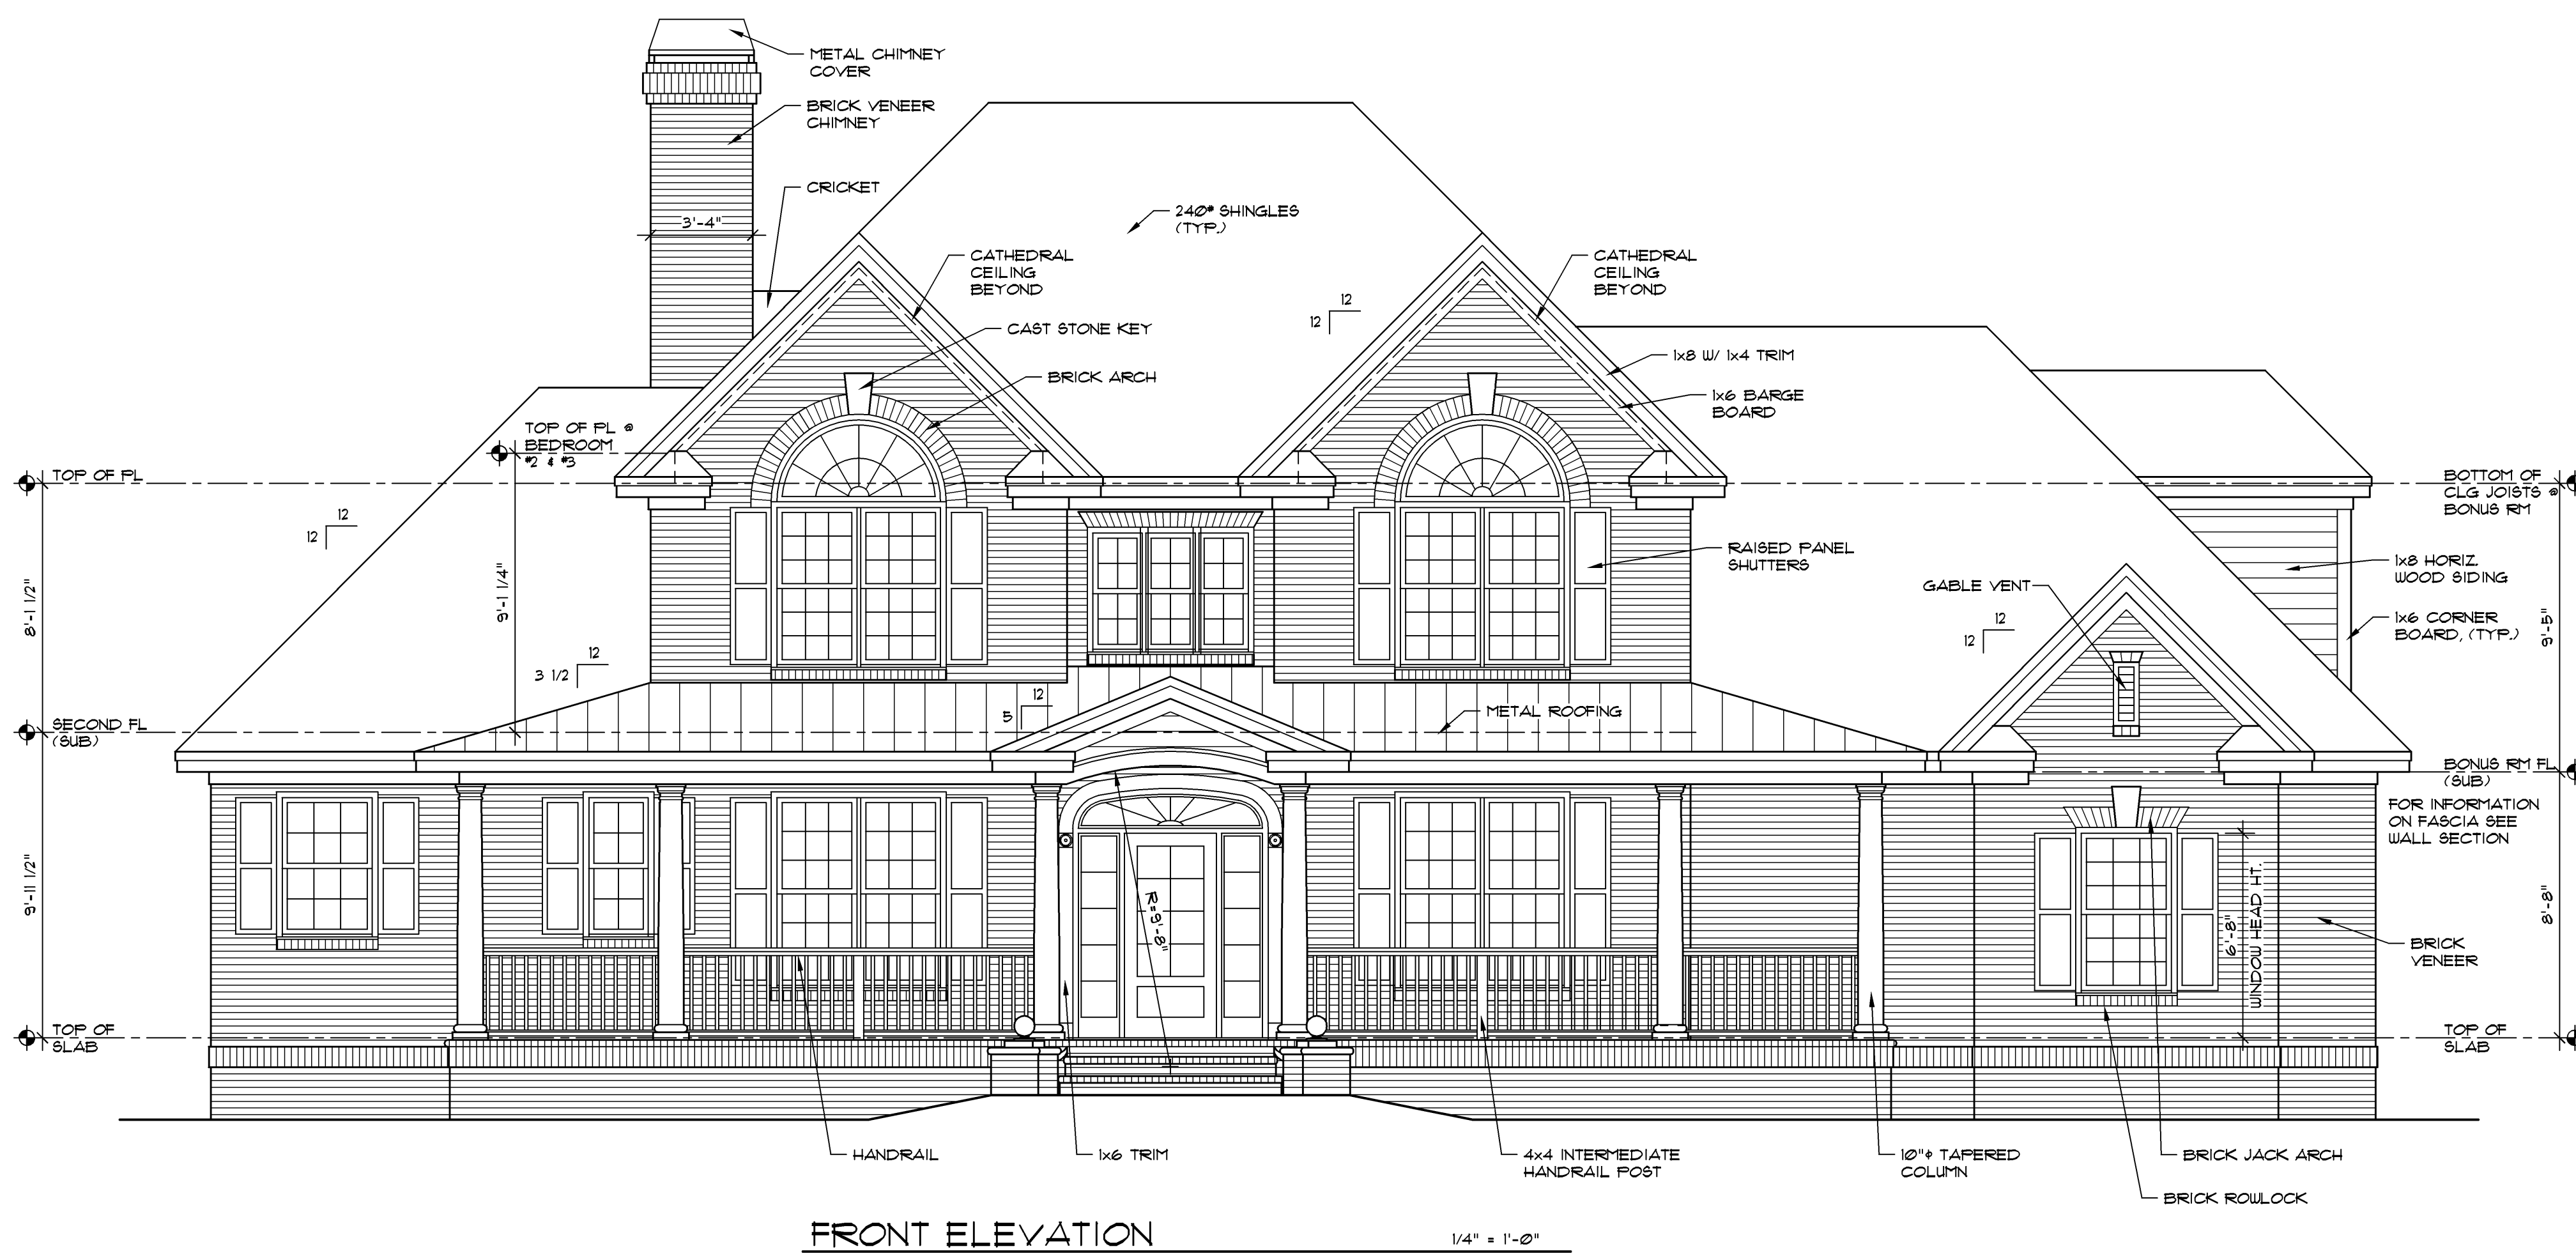 METAL CHIMNEY
COVER
BRICK VENEER
CHIMNEY
CRICKET
3'-4"
240# SHINGLES
(TYP.)
CATHEDRAL
CEILING
BEYOND
CATHEDRAL
CEILING
BEYOND
12
12
CAST STONE KEY
BRICK ARCH
1x8 W/ 1x4 TRIM
1x6 BARGE
BOARD
TOP OF PL @
BEDROOM
#2 & #3
TOP OF PL
BOTTOM OF
CLG JOISTS @
BONUS RM
12
12
8'-1 1/2"
9'-1 1/4"
RAISED PANEL
SHUTTERS
1x8 HORIZ.
WOOD SIDING
GABLE VENT
12
12
1x6 CORNER
BOARD, (TYP.)
9'-5"
12
3 1/2
12
5
METAL ROOFING
SECOND FL
(SUB)
BONUS RM FL
(SUB)
FOR INFORMATION
ON FASCIA SEE
WALL SECTION
9'-11 1/2"
R=9'-8"
6'-8"
WINDOW HEAD HT.
8'-8"
BRICK
VENEER
TOP OF
SLAB
TOP OF
SLAB
HANDRAIL
1x6 TRIM
4x4 INTERMEDIATE
HANDRAIL POST
10"ϕ TAPERED
COLUMN
BRICK JACK ARCH
BRICK ROWLOCK
FRONT ELEVATION
1/4" = 1'-0"